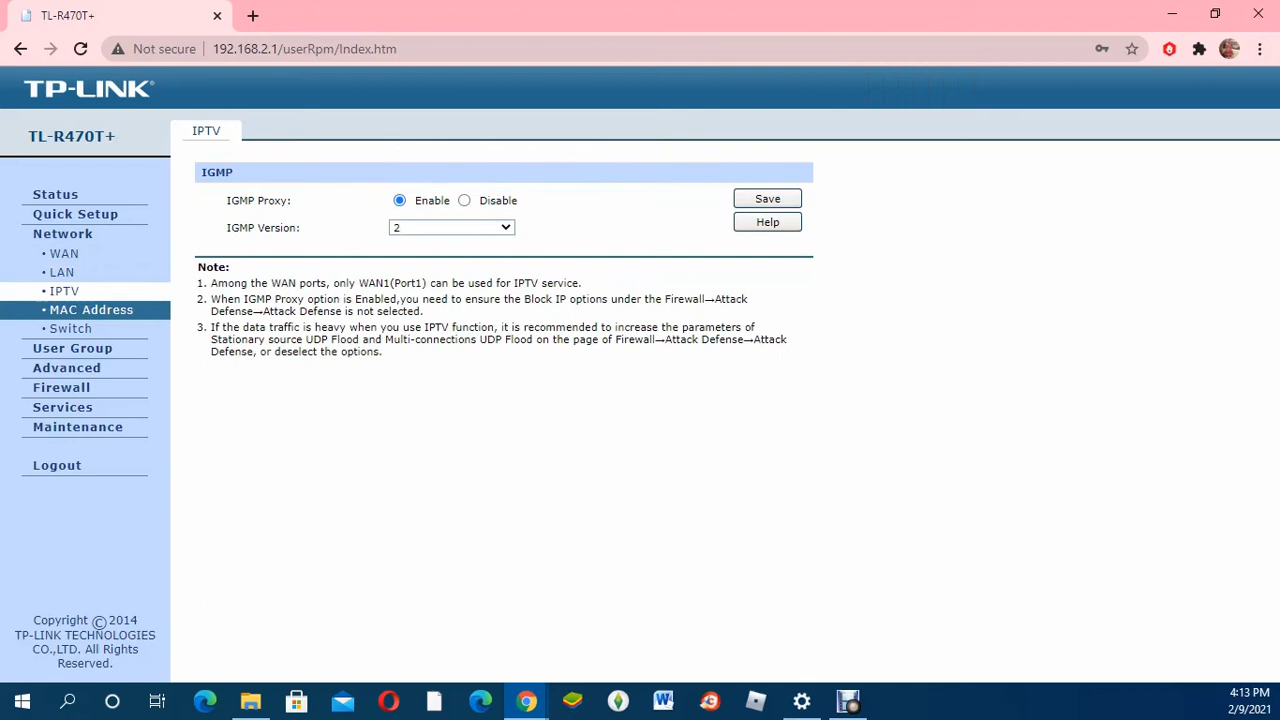 TL-R470T+
Not secure
192.168.2.1/userRpm/Index.htm
TP-LINK
TL-R470T+
IPTV
Status
Quick Setup
Network
• WAN
• LAN
• IPTV
• MAC Address
• Switch
User Group
Advanced
Firewall
Services
Maintenance
Logout
IGMP
IGMP Proxy: Enable Disable Save
IGMP Version: 2 Help
Note:
1. Among the WAN ports, only WAN1(Port1) can be used for IPTV service.
2. When IGMP Proxy option is Enabled,you need to ensure the Block IP options under the Firewall→Attack
Defense→Attack Defense is not selected.
3. If the data traffic is heavy when you use IPTV function, it is recommended to increase the parameters of
Stationary source UDP Flood and Multi-connections UDP Flood on the page of Firewall→Attack Defense→Attack
Defense, or deselect the options.
Copyright © 2014
TP-LINK TECHNOLOGIES
CO.,LTD. All Rights
Reserved.
4:13 PM
2/9/2021